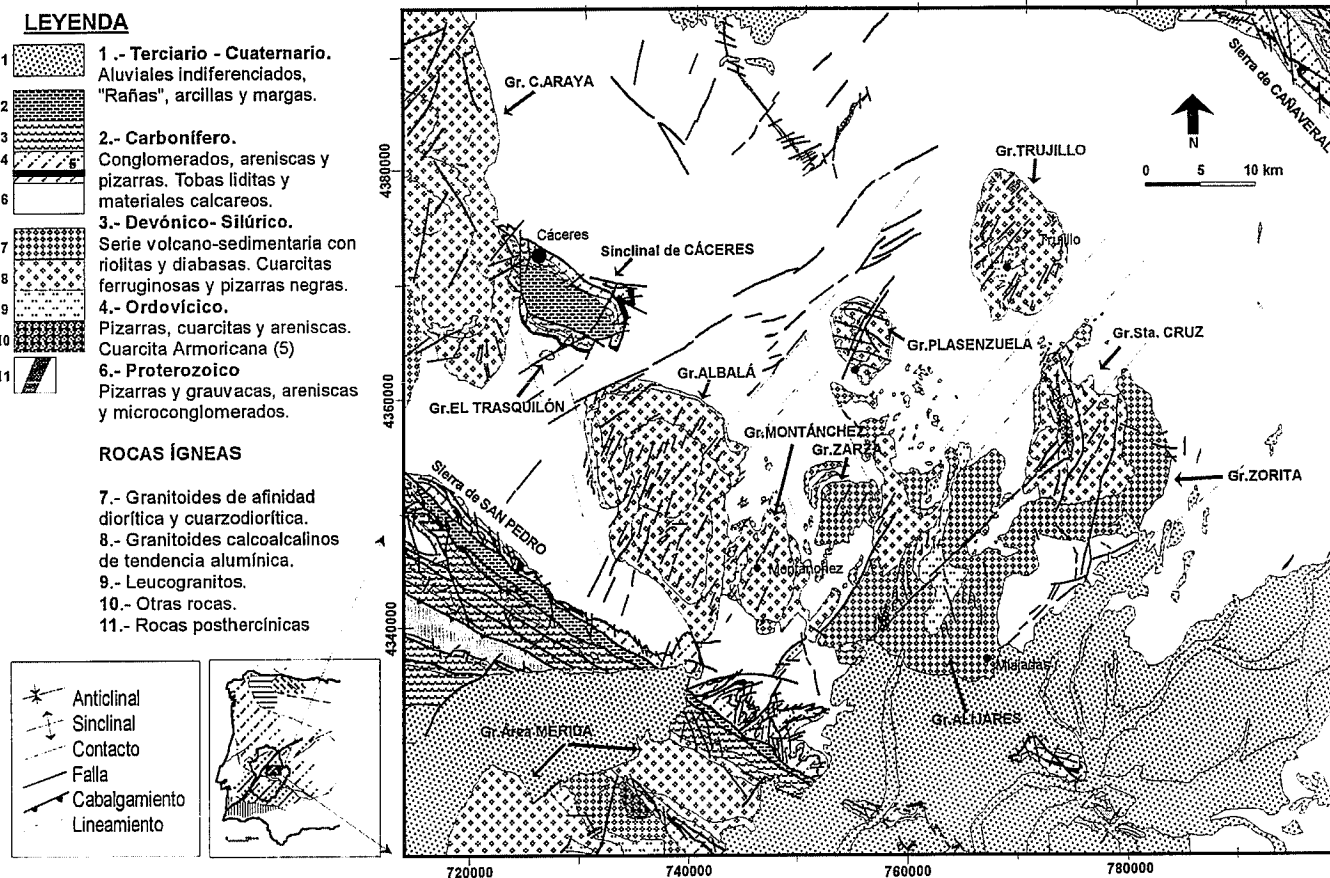 LEYENDA
1
2
3
4
6
7
8
9
10
11
5
1 .- Terciario - Cuaternario.
Aluviales indiferenciados,
"Rañas", arcillas y margas.
2.- Carbonífero.
Conglomerados, areniscas y
pizarras. Tobas liditas y
materiales calcareos.
3.- Devónico- Silúrico.
Serie volcano-sedimentaria con
riolitas y diabasas. Cuarcitas
ferruginosas y pizarras negras.
4.- Ordovícico.
Pizarras, cuarcitas y areniscas.
Cuarcita Armoricana (5)
6.- Proterozoico
Pizarras y grauvacas, areniscas
y microconglomerados.
ROCAS ÍGNEAS
7.- Granitoides de afinidad
diorítica y cuarzodiorítica.
8.- Granitoides calcoalcalinos
de tendencia alumínica.
9.- Leucogranitos.
10.- Otras rocas.
11.- Rocas posthercínicas
Anticlinal
Sinclinal
Contacto
Falla
Cabalgamiento
Lineamiento
Gr. C.ARAYA
Sierra de CAÑAVERAL
N
0 5 10 km
Gr.TRUJILLO
Trujillo
Cáceres
Sinclinal de CÁCERES
Gr.PLASENZUELA
Gr.Sta. CRUZ
Gr.ALBALÁ
Gr.EL TRASQUILÓN
Gr.MONTÁNCHEZ
Gr.ZARZA
Gr.ZORITA
Sierra de SAN PEDRO
Montánchez
Miajadas
Gr.ALIJARES
Gr.Área MERIDA
4380000
4360000
4340000
720000
740000
760000
780000